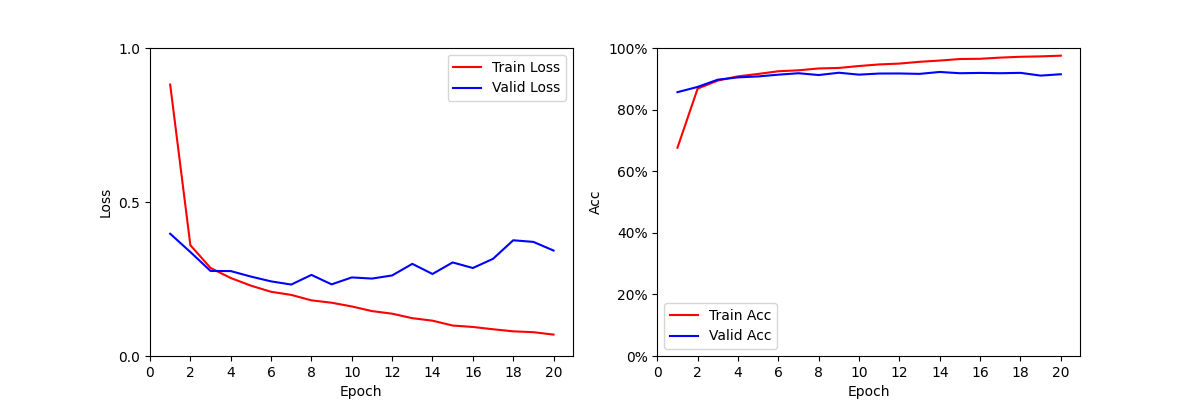 1.0
0.5
0.0
Loss
Train Loss
Valid Loss
0 2 4 6 8 10 12 14 16 18 20
Epoch
100%
80%
60%
40%
20%
0%
Acc
Train Acc
Valid Acc
0 2 4 6 8 10 12 14 16 18 20
Epoch